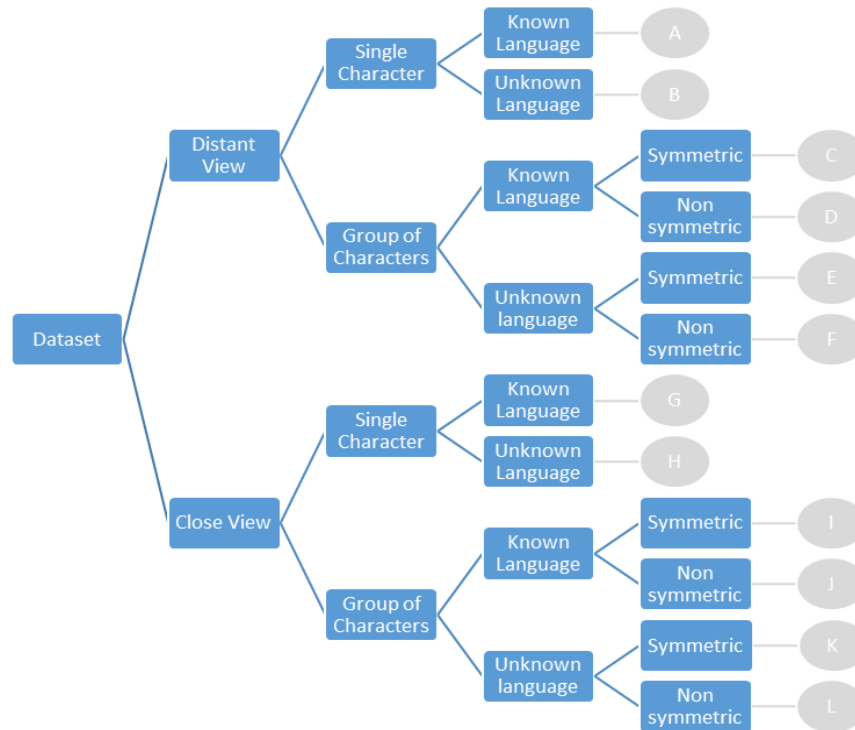 Known
Language
A
Single
Character
Unknown
Language
B
Distant
View
Known
Language
Symmetric
C
Non
symmetric
D
Group of
Characters
Unknown
language
Symmetric
E
Non
symmetric
F
Dataset
Known
Language
G
Single
Character
Unknown
Language
H
Close View
Known
Language
Symmetric
I
Non
symmetric
J
Group of
Characters
Unknown
language
Symmetric
K
Non
symmetric
L